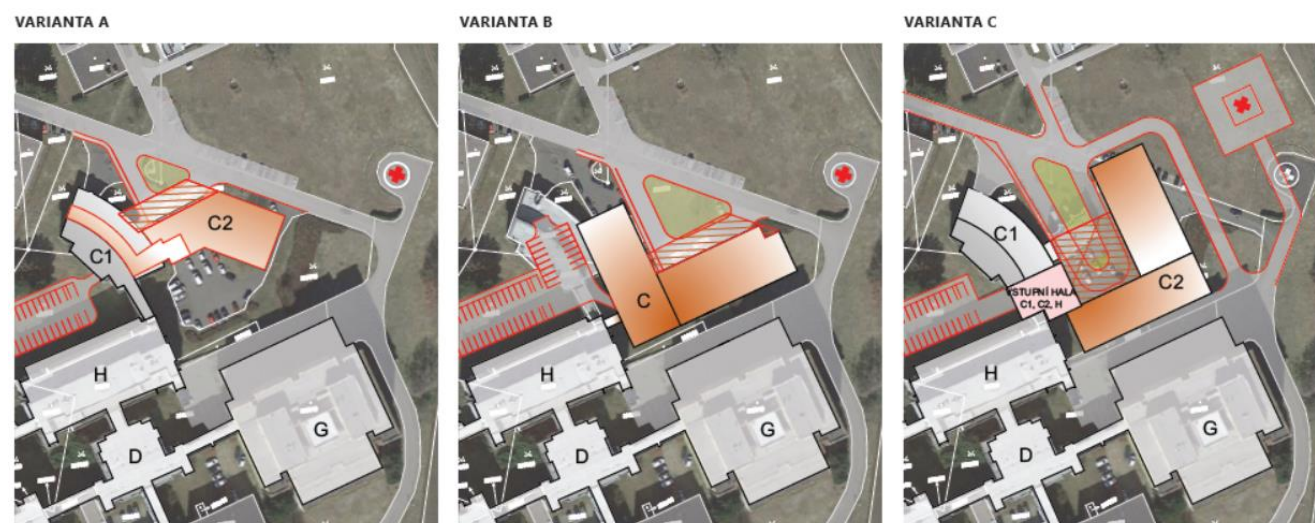 VARIANTA A
C1
C2
H
D
G
VARIANTA B
C
H
D
G
VARIANTA C
C1
C2
STUPNÍ HALA
C1, C2, H
H
D
G